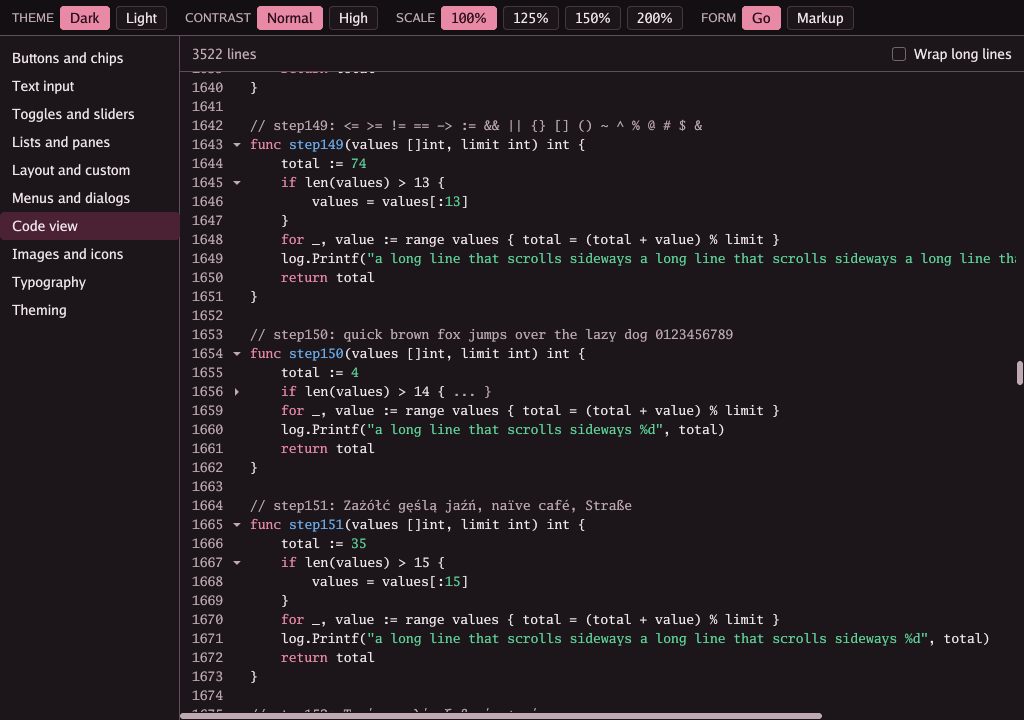 THEME Dark Light CONTRAST Normal High SCALE 100% 125% 150% 200% FORM Go Markup
Buttons and chips
Text input
Toggles and sliders
Lists and panes
Layout and custom
Menus and dialogs
Code view
Images and icons
Typography
Theming
3522 lines
Wrap long lines
1640 }
1641
1642 // step149: <= >= != == -> := && || {} [] () ~ ^ % @ # $ &
1643 func step149(values []int, limit int) int {
1644 total := 74
1645 if len(values) > 13 {
1646 values = values[:13]
1647 }
1648 for _, value := range values { total = (total + value) % limit }
1649 log.Printf("a long line that scrolls sideways a long line that scrolls sideways a long line tha
1650 return total
1651 }
1652
1653 // step150: quick brown fox jumps over the lazy dog 0123456789
1654 func step150(values []int, limit int) int {
1655 total := 4
1656 if len(values) > 14 { ... }
1659 for _, value := range values { total = (total + value) % limit }
1660 log.Printf("a long line that scrolls sideways %d", total)
1661 return total
1662 }
1663
1664 // step151: Zażółć gęślą jaźń, naïve café, Straße
1665 func step151(values []int, limit int) int {
1666 total := 35
1667 if len(values) > 15 {
1668 values = values[:15]
1669 }
1670 for _, value := range values { total = (total + value) % limit }
1671 log.Printf("a long line that scrolls sideways a long line that scrolls sideways %d", total)
1672 return total
1673 }
1674